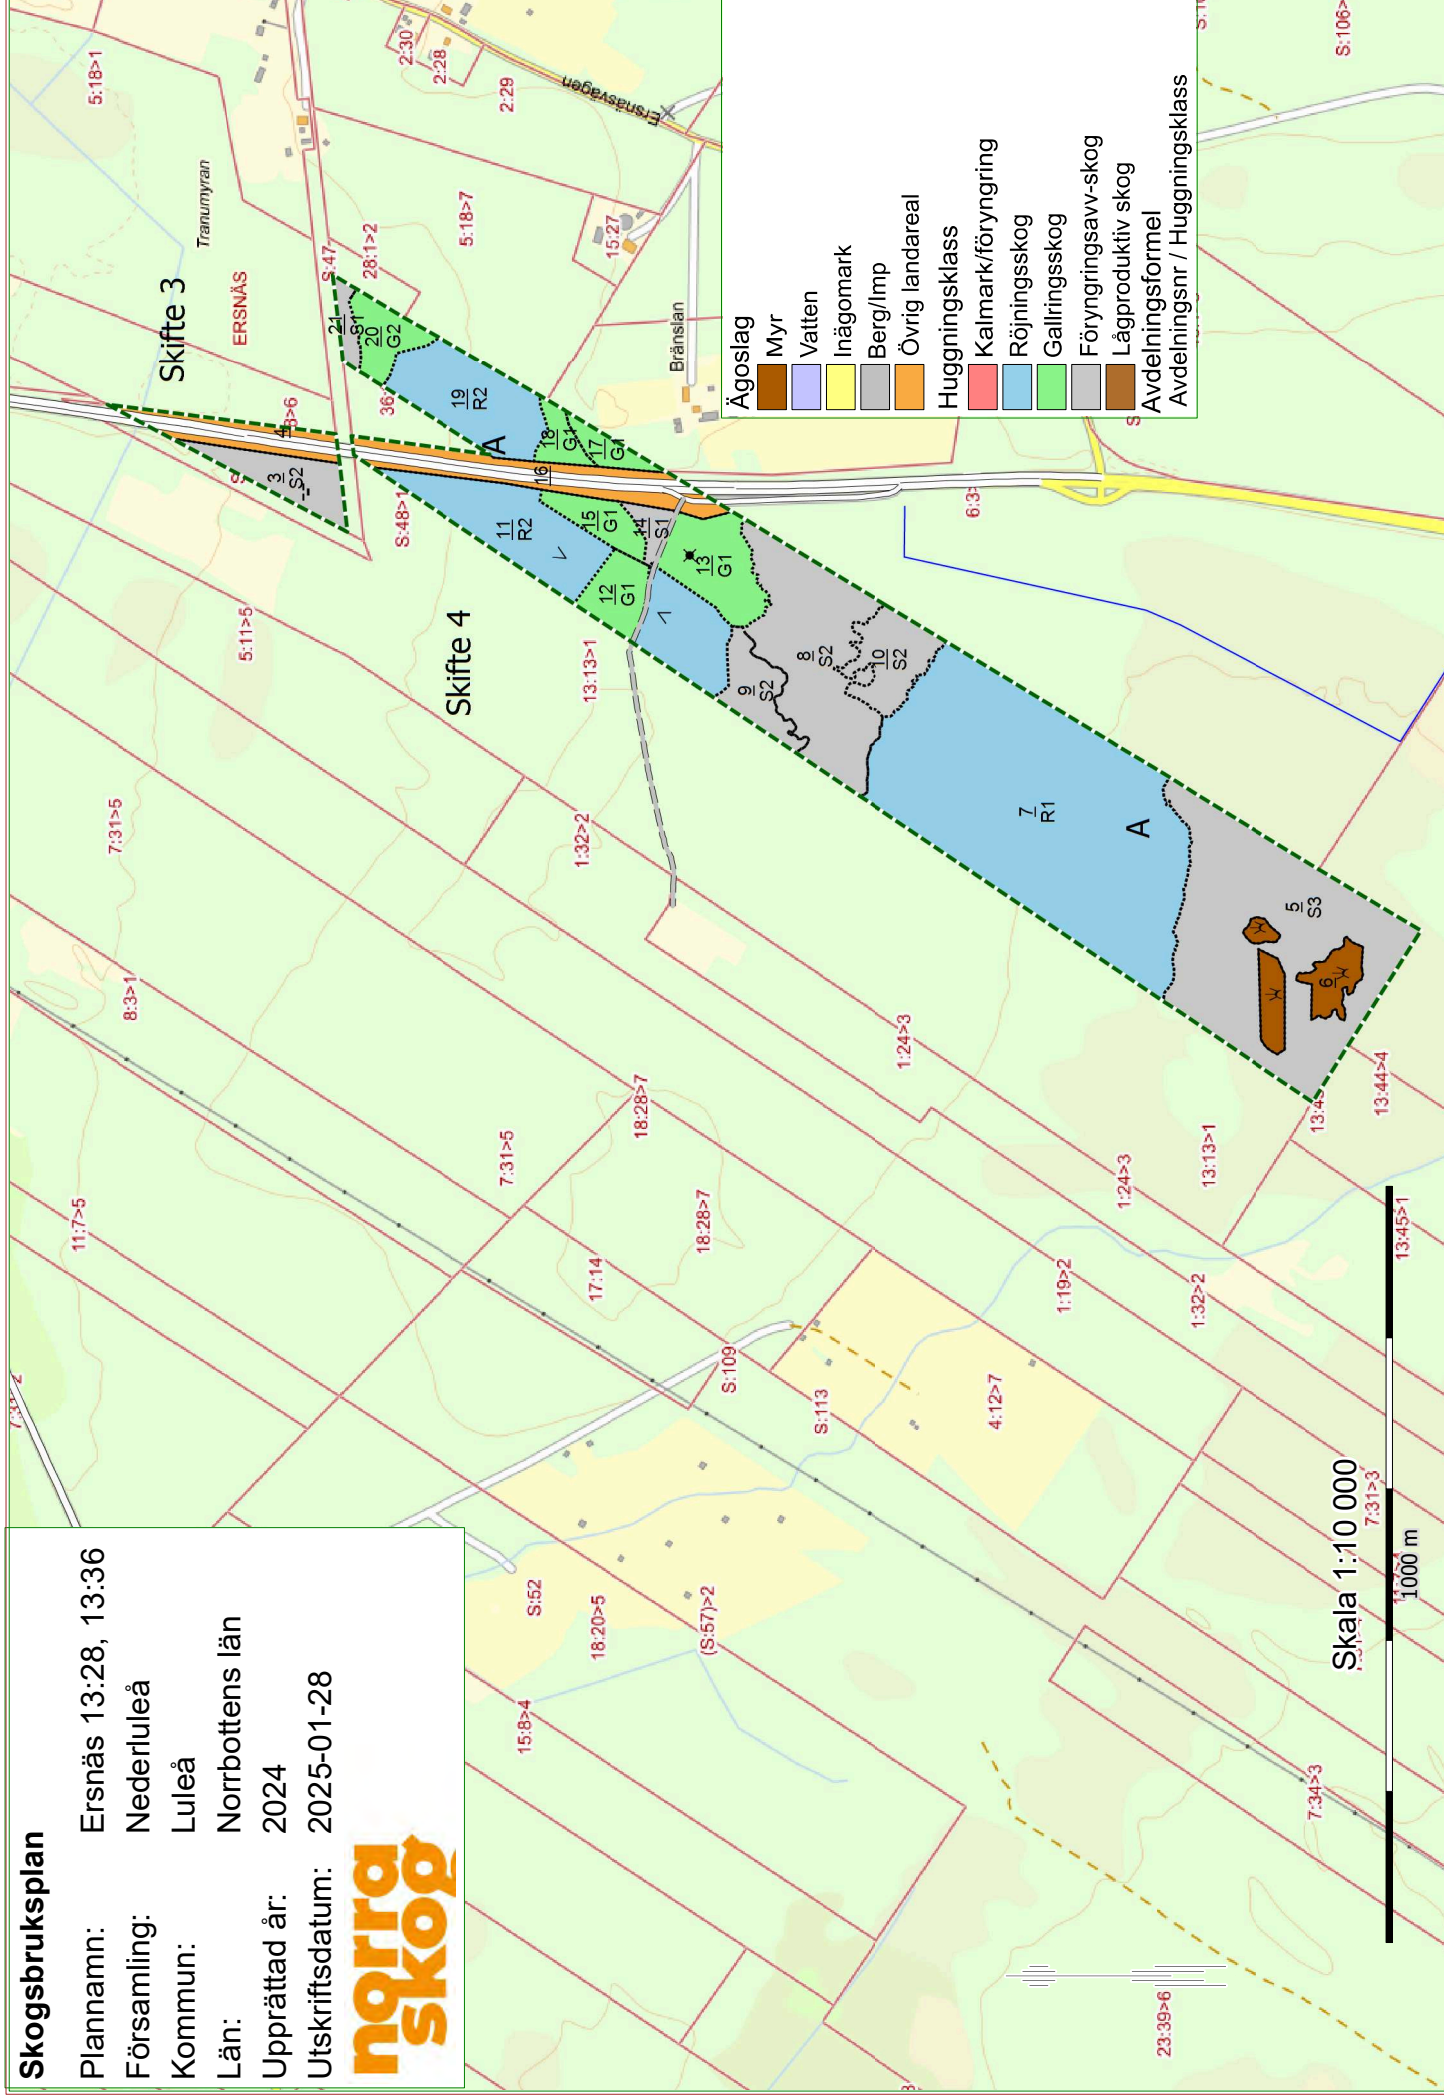 Skogsbruksplan
Plannamn: Ersnäs 13:28, 13:36
Församling: Nederluleå
Kommun: Luleå
Län: Norrbottens län
Upprättad år: 2024
Utskriftsdatum: 2025-01-28
norra
skog
Skifte 3
Skifte 4
ERSNÄS
Tranumyran
Ersnäsvägen
Bränslan
5:18>1
2:30
2:28
2:29
5:18>7
15:27
S:47
28:1>2
S:48>1
5:11>5
13:13>1
7:31>5
1:32>2
8:3>1
1:24>3
18:28>7
7:31>5
11:7>5
18:28>7
17:14
S:109
S:113
4:12>7
1:19>2
1:32>2
1:24>3
13:13>1
13:44>4
13:45>1
7:31>3
S:52
18:20>5
(S:57)>2
15:8>4
7:34>3
23:39>6
S:106>
3
S2
4
21
S1
20
G2
19
R2
A
18
G1
17
G1
16
11
R2
15
G1
14
S1
12
G1
13
G1
8
S2
9
S2
10
S2
7
R1
A
5
S3
6
Ägoslag
Myr
Vatten
Inägomark
Berg/Imp
Övrig landareal
Huggningsklass
Kalmark/föryngring
Röjningsskog
Gallringsskog
Föryngringsavv-skog
Lågproduktiv skog
Avdelningsformel
Avdelningsnr / Huggningsklass
Skala 1:10 000
1000 m